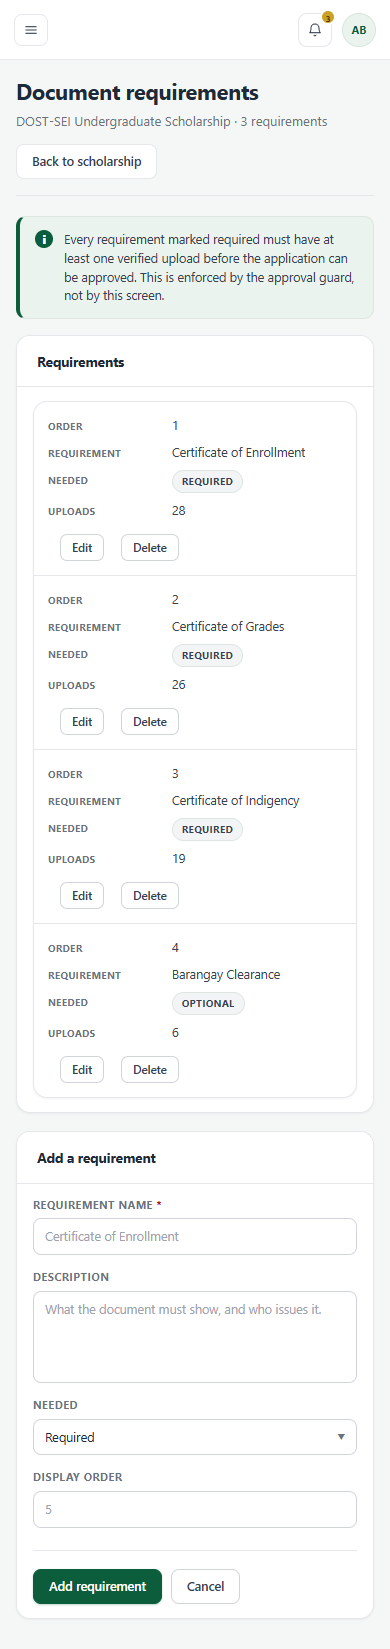 3
AB
Document requirements
DOST-SEI Undergraduate Scholarship · 3 requirements
Back to scholarship
Every requirement marked required must have at
least one verified upload before the application can
be approved. This is enforced by the approval guard,
not by this screen.
Requirements
ORDER 1
REQUIREMENT Certificate of Enrollment
NEEDED REQUIRED
UPLOADS 28
Edit Delete
ORDER 2
REQUIREMENT Certificate of Grades
NEEDED REQUIRED
UPLOADS 26
Edit Delete
ORDER 3
REQUIREMENT Certificate of Indigency
NEEDED REQUIRED
UPLOADS 19
Edit Delete
ORDER 4
REQUIREMENT Barangay Clearance
NEEDED OPTIONAL
UPLOADS 6
Edit Delete
Add a requirement
REQUIREMENT NAME *
Certificate of Enrollment
DESCRIPTION
What the document must show, and who issues it.
NEEDED
Required
DISPLAY ORDER
5
Add requirement Cancel